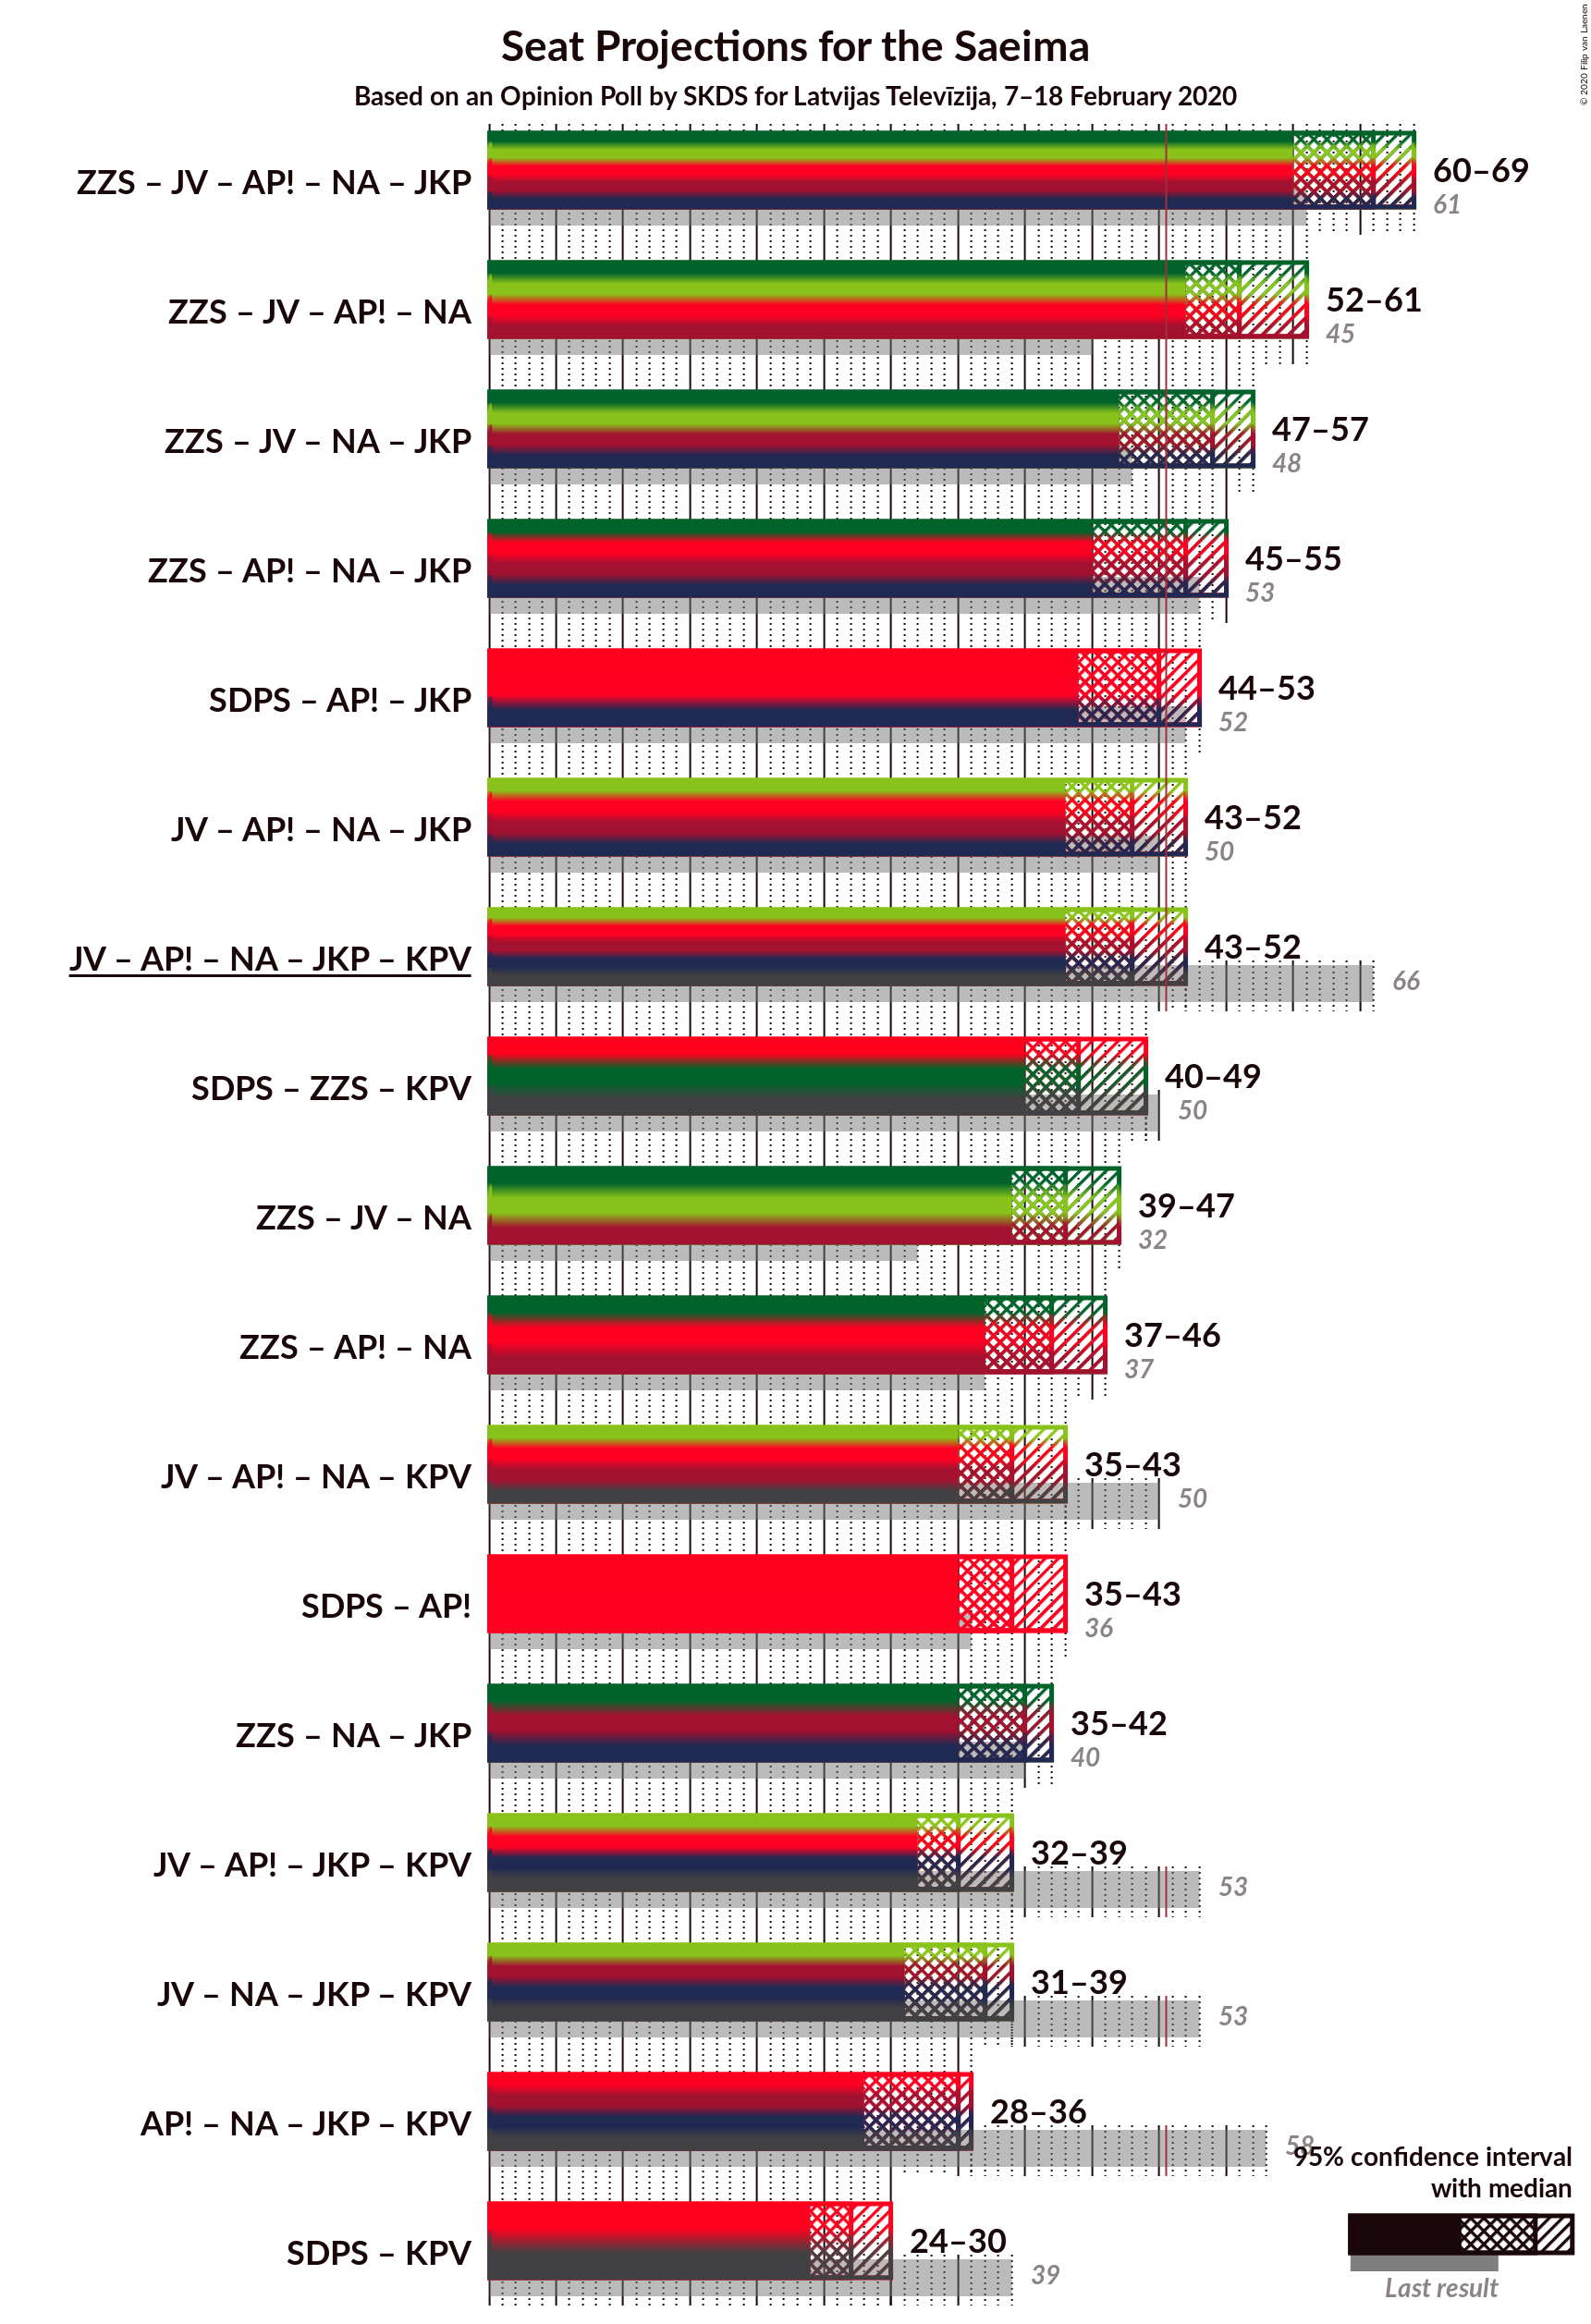 Seat Projections for the Saeima
Based on an Opinion Poll by SKDS for Latvijas Televīzija, 7–18 February 2020
© 2020 Filip van Laenen
ZZS – JV – AP! – NA – JKP
60–69
61
ZZS – JV – AP! – NA
52–61
45
ZZS – JV – NA – JKP
47–57
48
ZZS – AP! – NA – JKP
45–55
53
SDPS – AP! – JKP
44–53
52
JV – AP! – NA – JKP
43–52
50
JV – AP! – NA – JKP – KPV
43–52
66
SDPS – ZZS – KPV
40–49
50
ZZS – JV – NA
39–47
32
ZZS – AP! – NA
37–46
37
JV – AP! – NA – KPV
35–43
50
SDPS – AP!
35–43
36
ZZS – NA – JKP
35–42
40
JV – AP! – JKP – KPV
32–39
53
JV – NA – JKP – KPV
31–39
53
AP! – NA – JKP – KPV
28–36
58
SDPS – KPV
24–30
39
95% confidence interval
with median
Last result